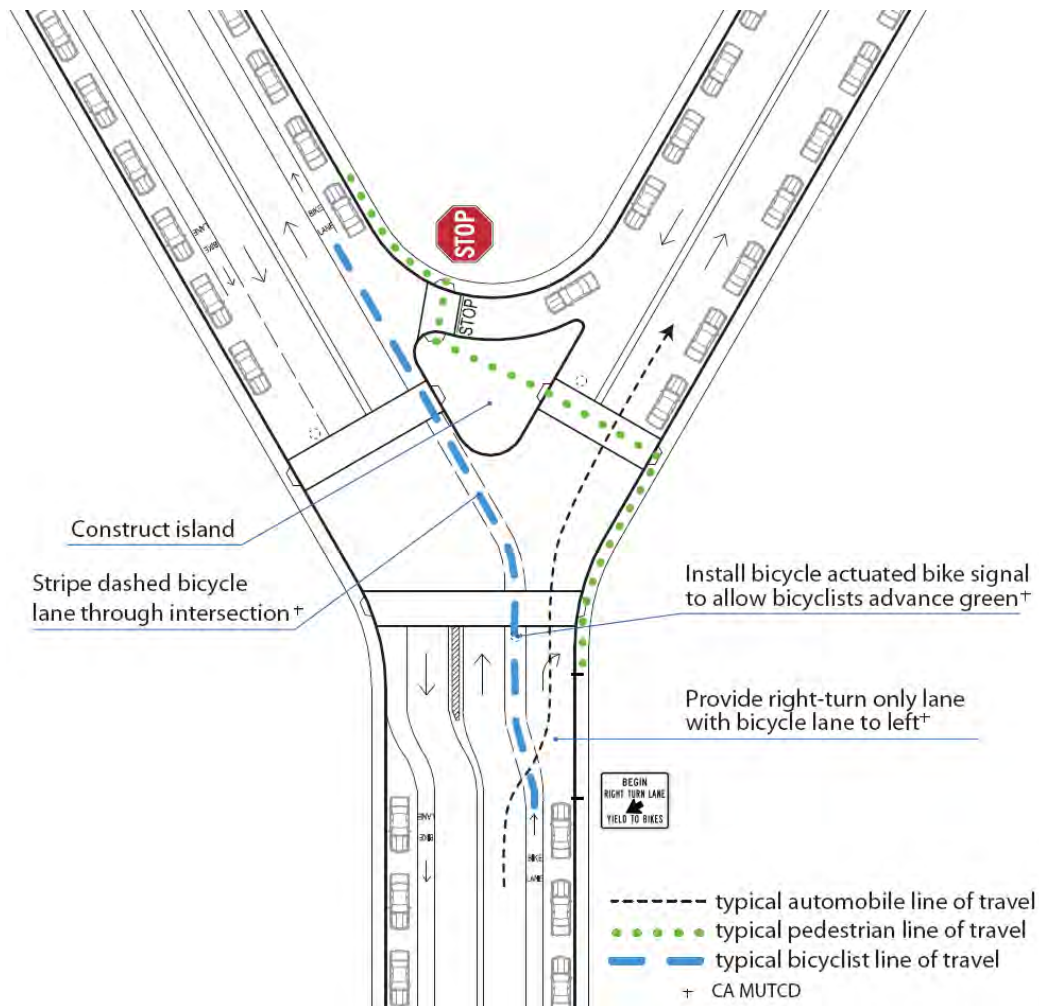 BIKE
LANE
BIKE
LANE
STOP
STOP
Construct island
Stripe dashed bicycle
lane through intersection†
Install bicycle actuated bike signal
to allow bicyclists advance green†
Provide right-turn only lane
with bicycle lane to left†
BEGIN
RIGHT TURN LANE
YIELD TO BIKES
BIKE
LANE
BIKE
LANE
typical automobile line of travel
typical pedestrian line of travel
typical bicyclist line of travel
† CA MUTCD